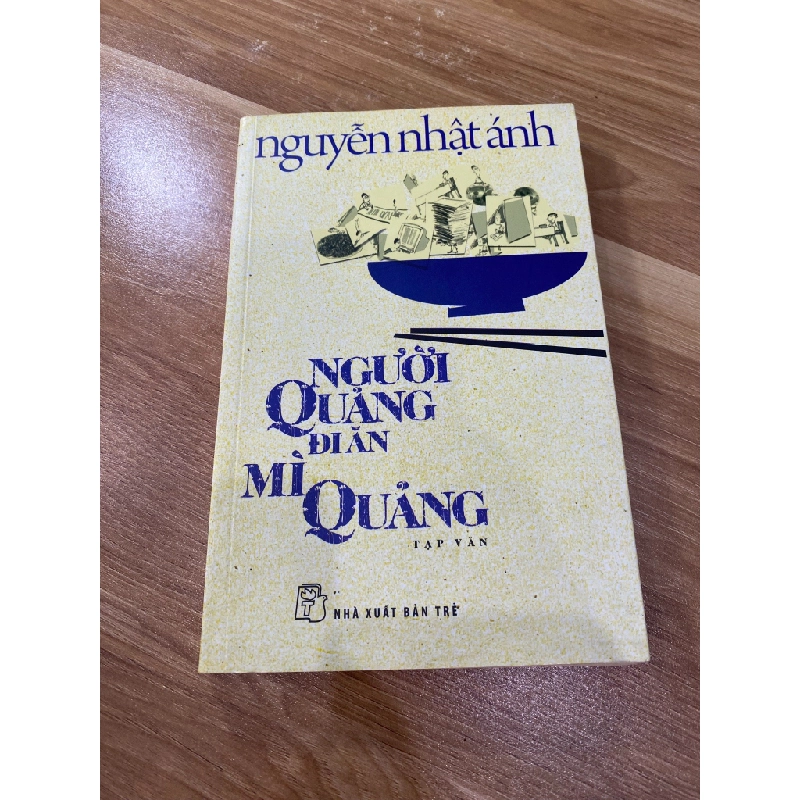 nguyễn nhật ánh
NGƯỜI
QUẢNG
ĐI ĂN
MÌ
QUẢNG
TẠP VĂN
NHÀ XUẤT BẢN TRẺ